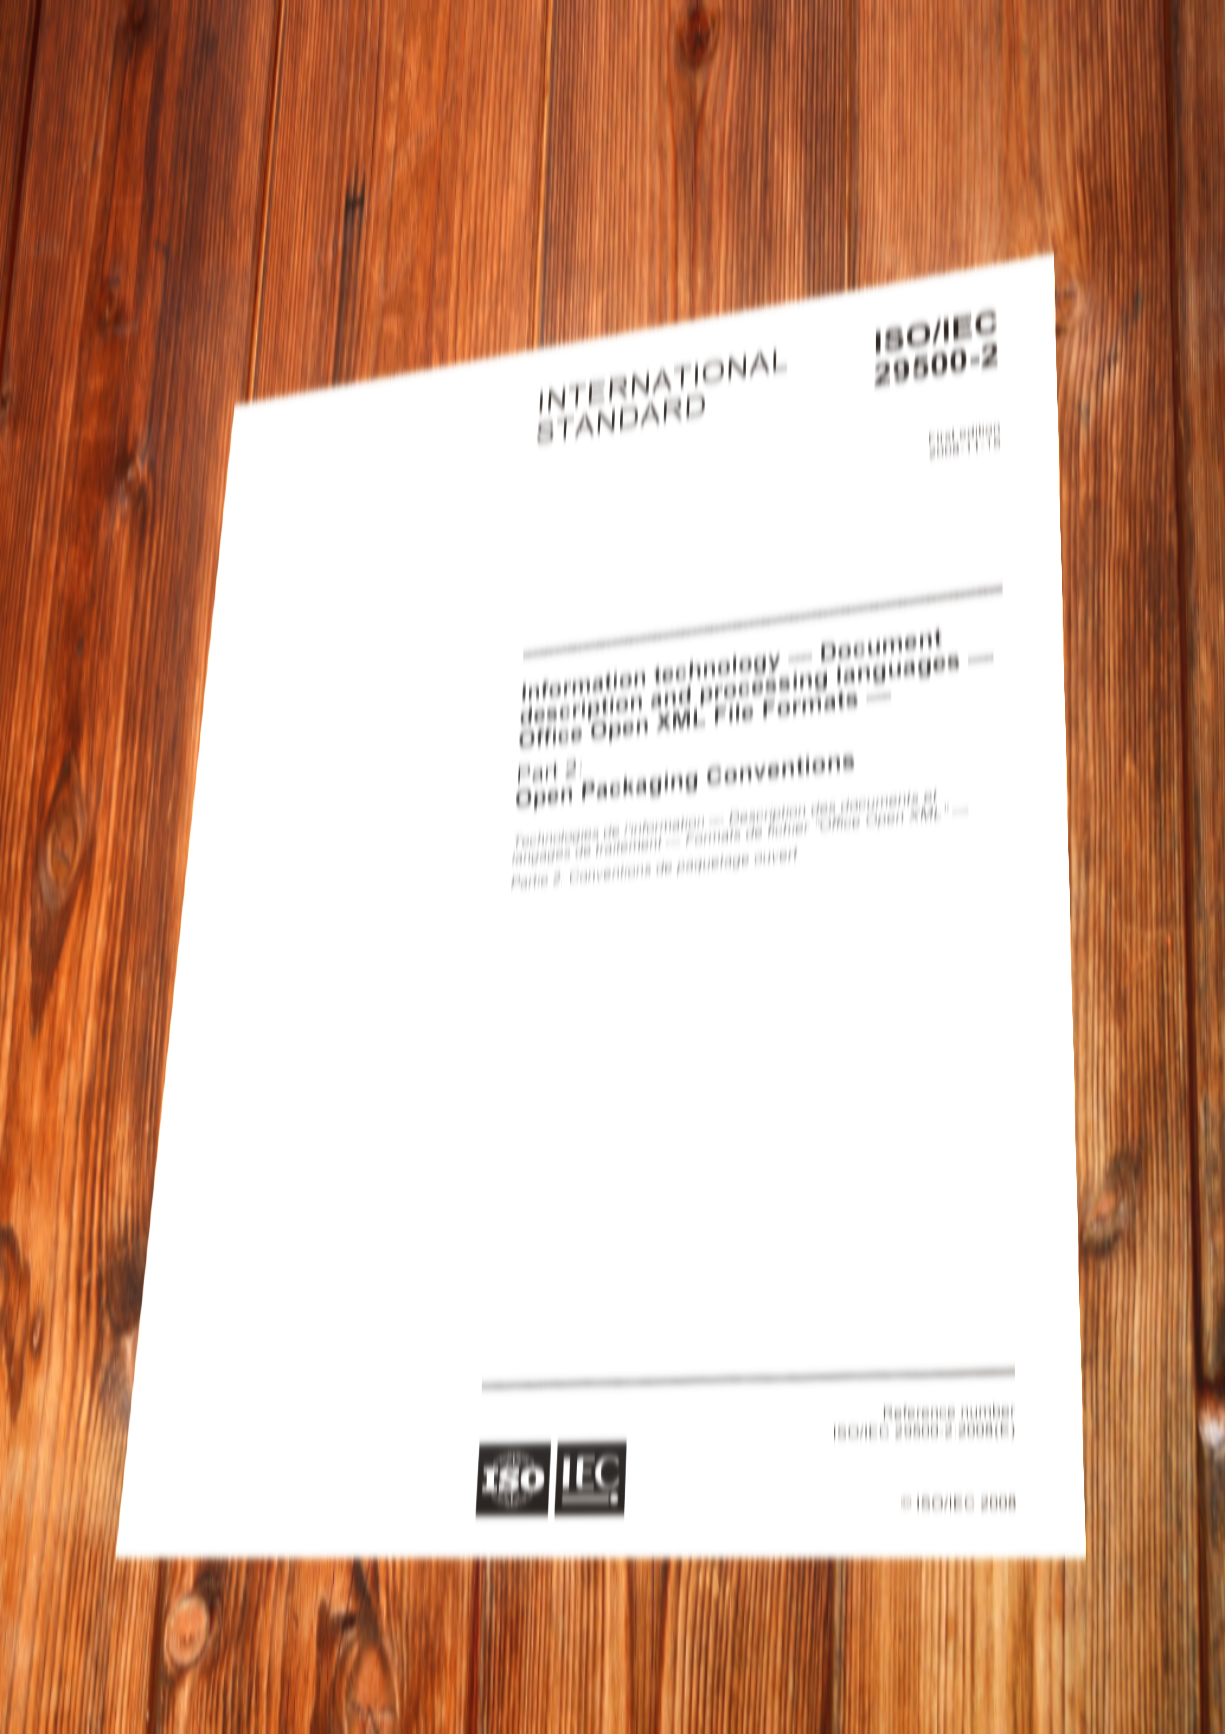 INTERNATIONAL
STANDARD
ISO/IEC
29500-2
First edition
2008-11-15
Information technology — Document
description and processing languages —
Office Open XML File Formats —
Part 2:
Open Packaging Conventions
Technologies de l'information — Description des documents et
langages de traitement — Formats de fichier "Office Open XML" —
Partie 2: Conventions de paquetage ouvert
Reference number
ISO/IEC 29500-2:2008(E)
ISO IEC
© ISO/IEC 2008